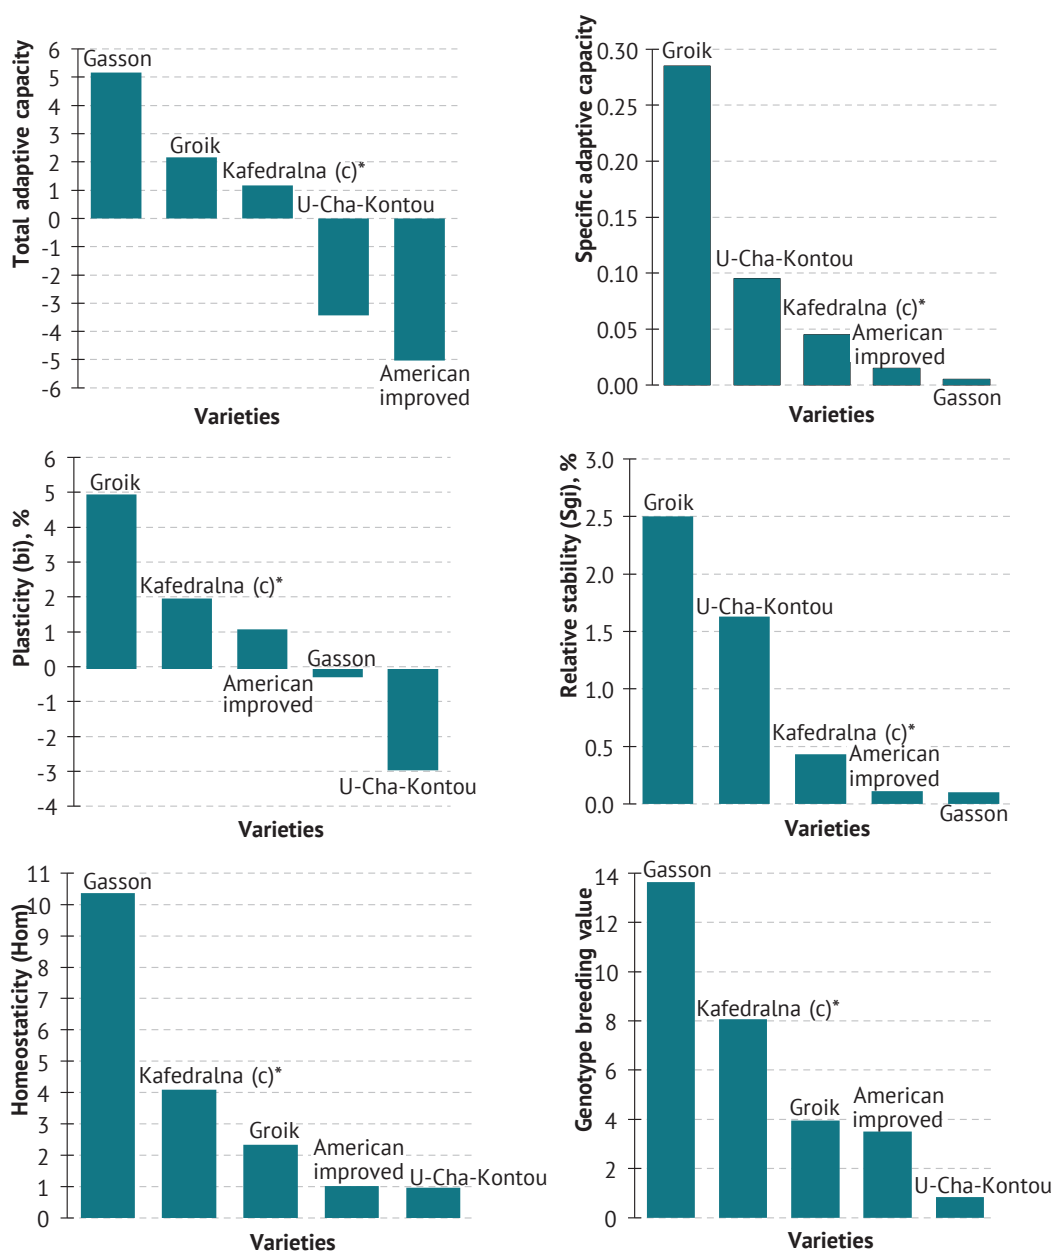 Total adaptive capacity
6
5
4
3
2
1
0
-1
-2
-3
-4
-5
-6
Gasson
Groik
Kafedralna (c)*
U-Cha-Kontou
American
improved
Varieties
Specific adaptive capacity
0.30
0.25
0.20
0.15
0.10
0.05
0.00
Groik
U-Cha-Kontou
Kafedralna (c)*
American
improved
Gasson
Varieties
Plasticity (bi), %
6
5
4
3
2
1
0
-1
-2
-3
-4
Groik
Kafedralna (c)*
American
improved
Gasson
U-Cha-Kontou
Varieties
Relative stability (Sgi), %
3.0
2.5
2.0
1.5
1.0
0.5
0.0
Groik
U-Cha-Kontou
Kafedralna (c)*
American
improved
Gasson
Varieties
Homeostaticity (Hom)
11
10
9
8
7
6
5
4
3
2
1
0
Gasson
Kafedralna (c)*
Groik
American
improved
U-Cha-Kontou
Varieties
Genotype breeding value
14
12
10
8
6
4
2
0
Gasson
Kafedralna (c)*
Groik
American
improved
U-Cha-Kontou
Varieties